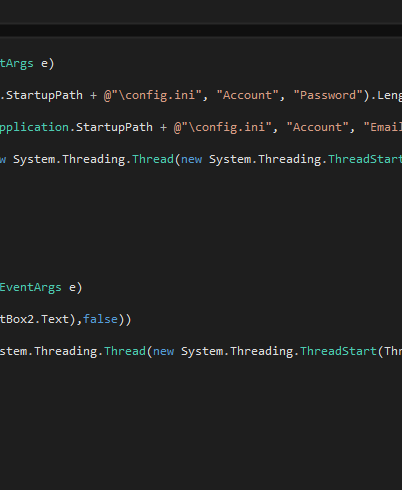 tArgs e)
.StartupPath + @"\config.ini", "Account", "Password").Leng
pplication.StartupPath + @"\config.ini", "Account", "Email
w System.Threading.Thread(new System.Threading.ThreadStart
EventArgs e)
tBox2.Text),false))
stem.Threading.Thread(new System.Threading.ThreadStart(Thr